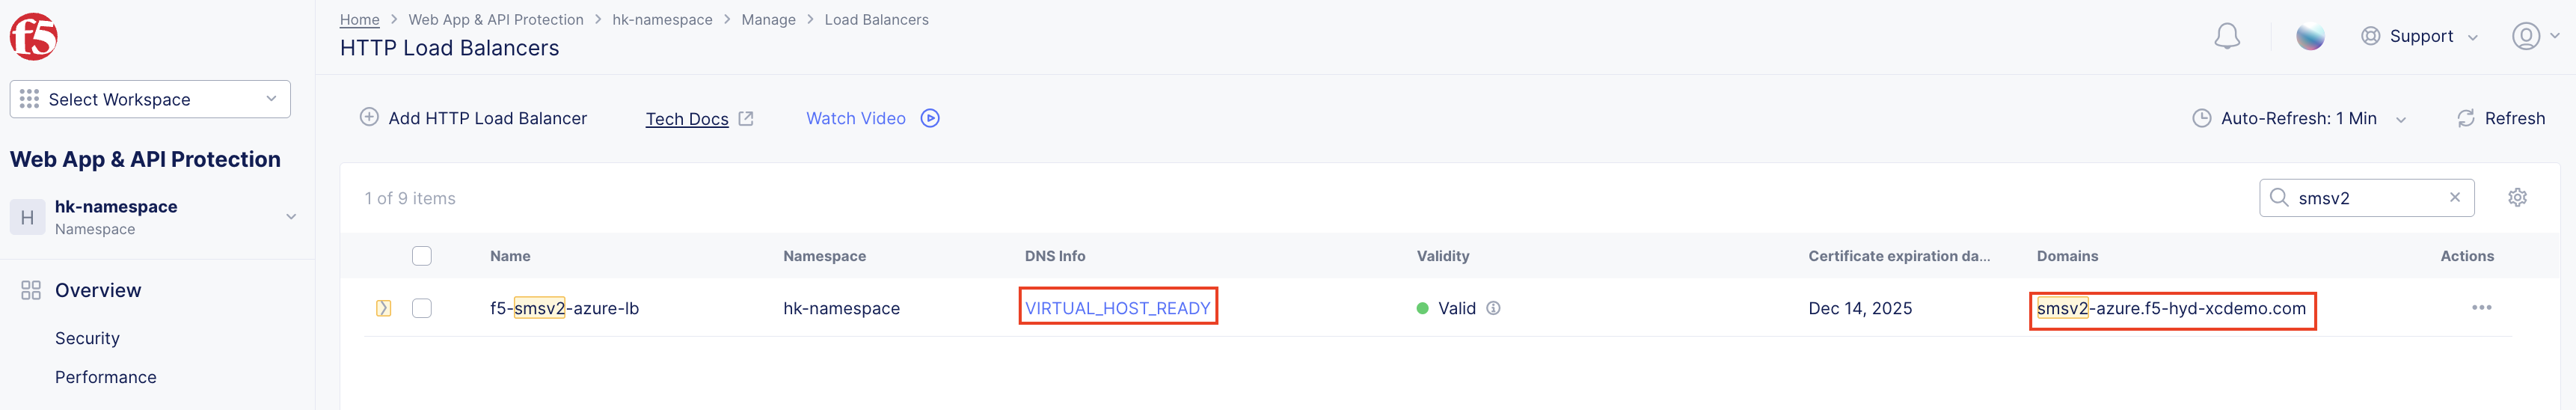 f5
Select Workspace
Web App & API Protection
H
hk-namespace
Namespace
Overview
Security
Performance
Home > Web App & API Protection > hk-namespace > Manage > Load Balancers
HTTP Load Balancers
Support
Add HTTP Load Balancer Tech Docs Watch Video
Auto-Refresh: 1 Min Refresh
1 of 9 items
smsv2
Name Namespace DNS Info Validity Certificate expiration da... Domains Actions
f5-smsv2-azure-lb hk-namespace VIRTUAL_HOST_READY Valid Dec 14, 2025 smsv2-azure.f5-hyd-xcdemo.com